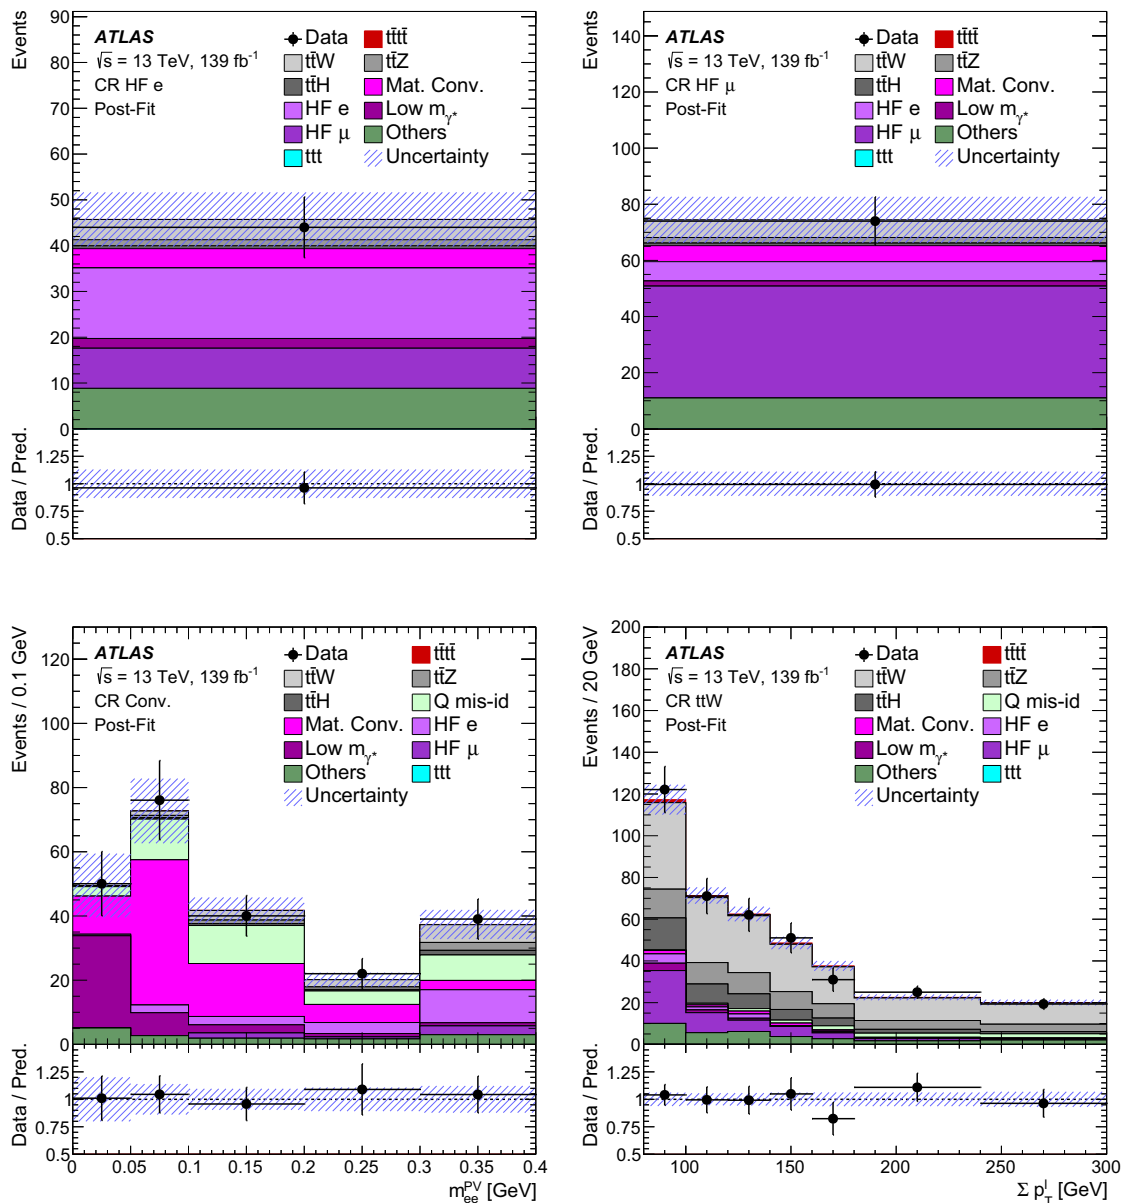 Events
90
80
70
60
50
40
30
20
10
0
ATLAS
√s = 13 TeV, 139 fb⁻¹
CR HF e
Post-Fit
Data
tt̄tt̄
tt̄W
tt̄Z
tt̄H
Mat. Conv.
HF e
Low mγ*
HF μ
Others
ttt
Uncertainty
Data / Pred.
1.25
1
0.75
0.5
Events
140
120
100
80
60
40
20
0
ATLAS
√s = 13 TeV, 139 fb⁻¹
CR HF μ
Post-Fit
Data
tt̄tt̄
tt̄W
tt̄Z
tt̄H
Mat. Conv.
HF e
Low mγ*
HF μ
Others
ttt
Uncertainty
Data / Pred.
1.25
1
0.75
0.5
Events / 0.1 GeV
120
100
80
60
40
20
0
ATLAS
√s = 13 TeV, 139 fb⁻¹
CR Conv.
Post-Fit
Data
tt̄tt̄
tt̄W
tt̄Z
tt̄H
Q mis-id
Mat. Conv.
HF e
Low mγ*
HF μ
Others
ttt
Uncertainty
Data / Pred.
1.25
1
0.75
0 0.05 0.1 0.15 0.2 0.25 0.3 0.35 0.4
m_ee^PV [GeV]
Events / 20 GeV
200
180
160
140
120
100
80
60
40
20
0
ATLAS
√s = 13 TeV, 139 fb⁻¹
CR ttW
Post-Fit
Data
tt̄tt̄
tt̄W
tt̄Z
tt̄H
Q mis-id
Mat. Conv.
HF e
Low mγ*
HF μ
Others
ttt
Uncertainty
Data / Pred.
1.25
1
0.75
0.5
100 150 200 250 300
Σ p_T^l [GeV]